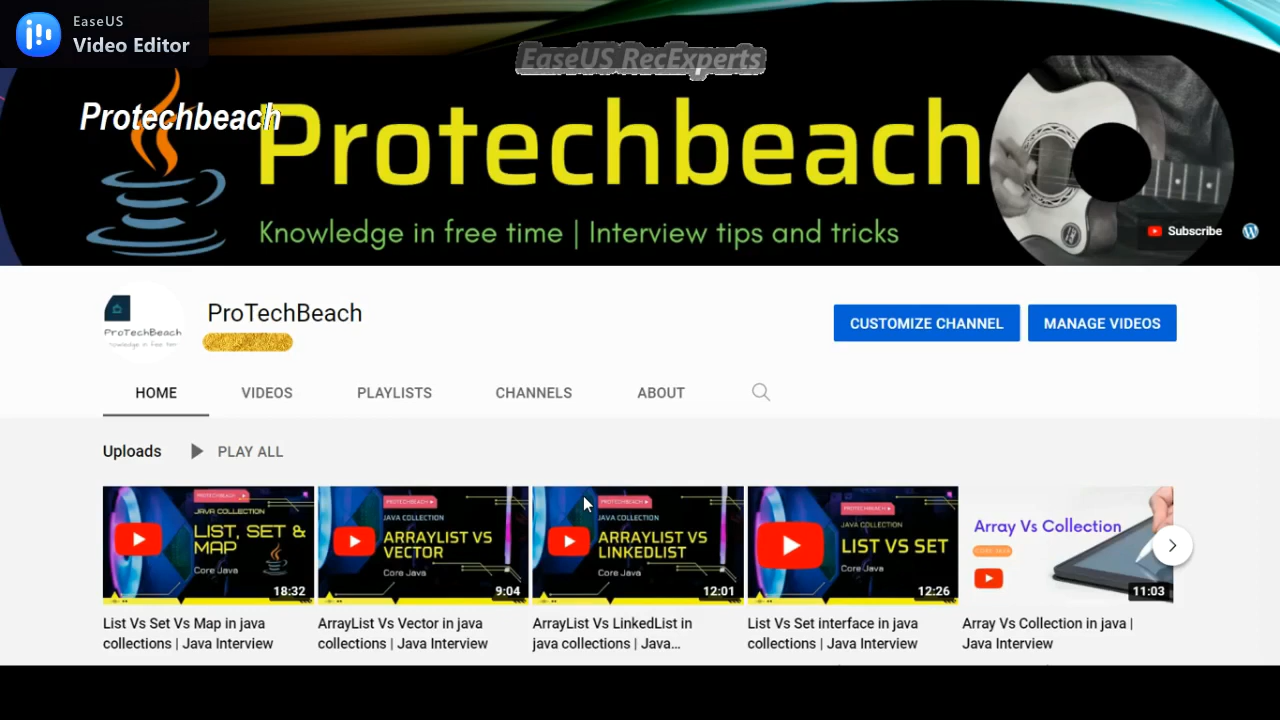 EaseUS
Video Editor
EaseUS RecExperts
Protechbeach
Protechbeach
Knowledge in free time | Interview tips and tricks
Subscribe
ProTechBeach
ProTechBeach
CUSTOMIZE CHANNEL
MANAGE VIDEOS
HOME
VIDEOS
PLAYLISTS
CHANNELS
ABOUT
Uploads
PLAY ALL
PROTECHBEACH
JAVA COLLECTION
LIST, SET &
MAP
Core Java
18:32
PROTECHBEACH
JAVA COLLECTION
ARRAYLIST VS
VECTOR
Core Java
9:04
PROTECHBEACH
JAVA COLLECTION
ARRAYLIST VS
LINKEDLIST
Core Java
12:01
PROTECHBEACH
JAVA COLLECTION
LIST VS SET
Core Java
12:26
Array Vs Collection
11:03
List Vs Set Vs Map in java
collections | Java Interview
ArrayList Vs Vector in java
collections | Java Interview
ArrayList Vs LinkedList in
java collections | Java...
List Vs Set interface in java
collections | Java Interview
Array Vs Collection in java |
Java Interview